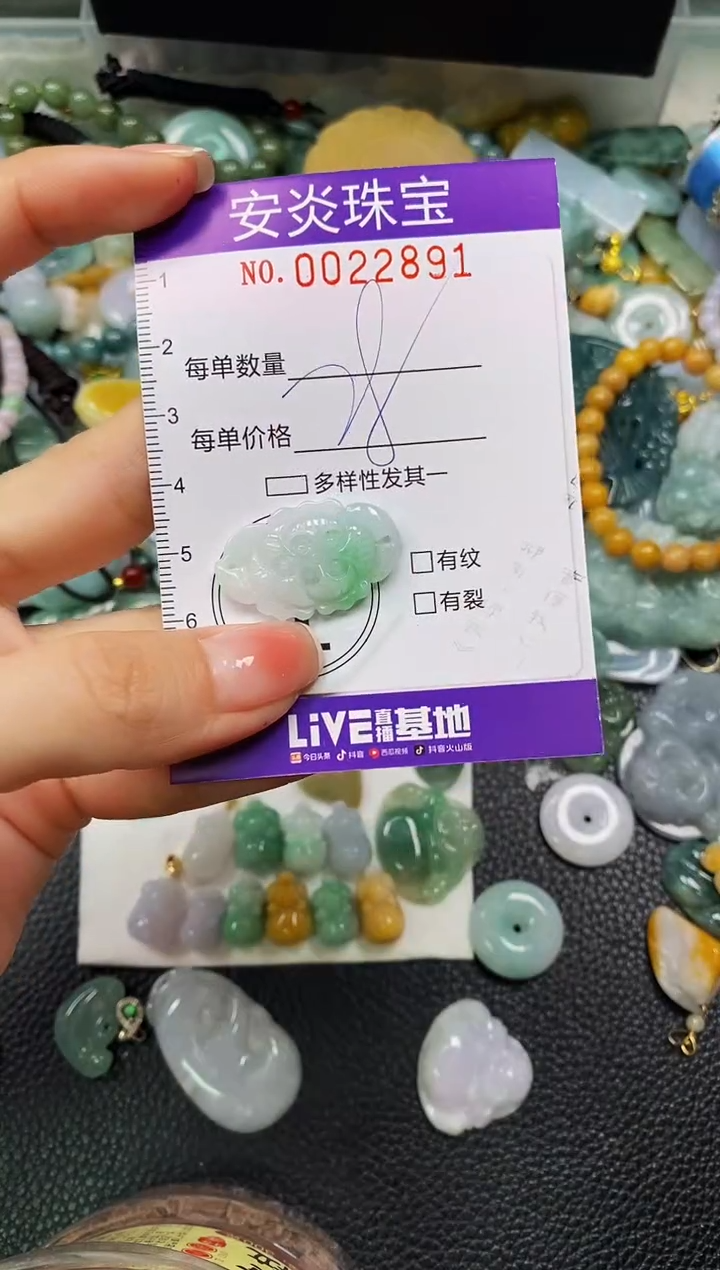 安炎珠宝
NO. 0022891
1
2
每单数量
3
每单价格
4
多样性发其一
5
有纹
有裂
6
LiVE直播基地
今日头条 抖音 西瓜视频 抖音火山版